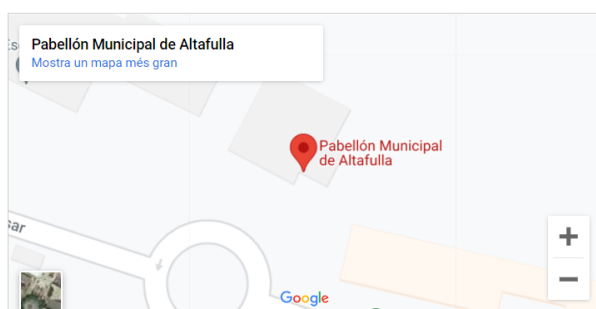 Pabellón Municipal de Altafulla
Mostra un mapa més gran
Pabellón Municipal
de Altafulla
Google